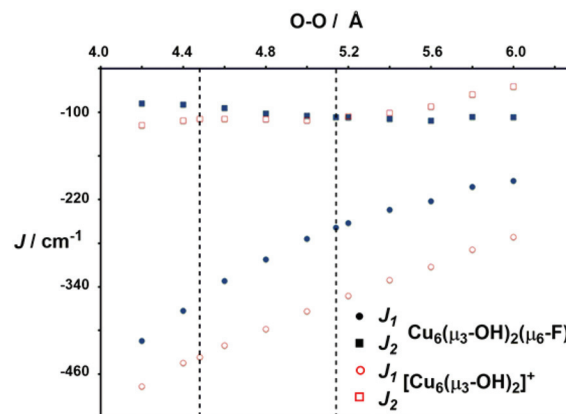 O-O / Å
4.0 4.4 4.8 5.2 5.6 6.0
-100
-220
J / cm-1
-340
-460
J1
J2
Cu6(μ3-OH)2(μ6-F)
J1
J2
[Cu6(μ3-OH)2]+